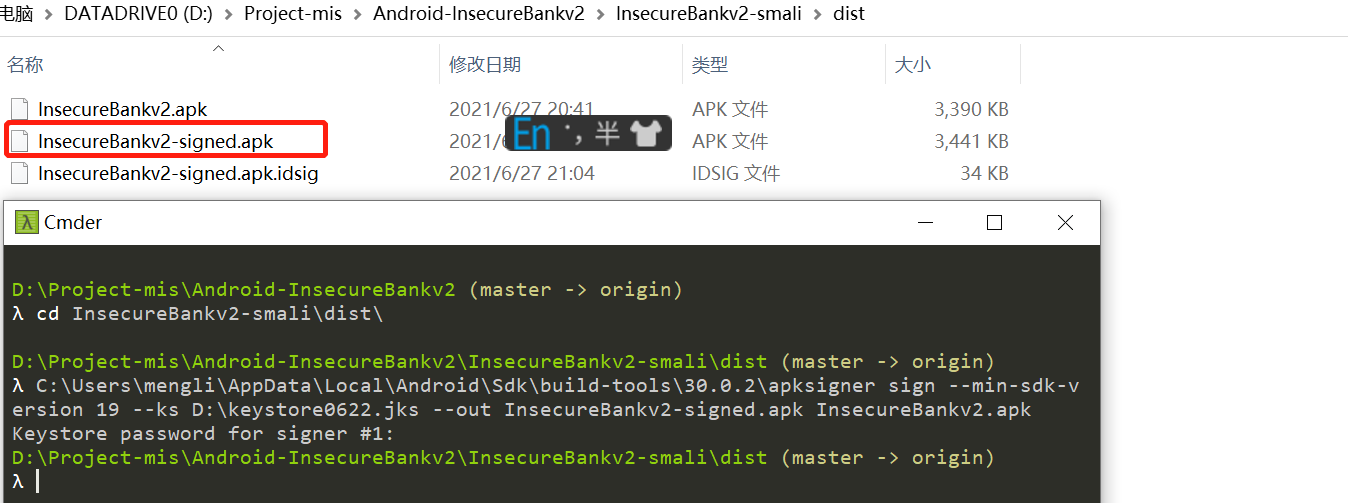 电脑 > DATADRIVE0 (D:) > Project-mis > Android-InsecureBankv2 > InsecureBankv2-smali > dist
名称 修改日期 类型 大小
InsecureBankv2.apk 2021/6/27 20:41 APK 文件 3,390 KB
InsecureBankv2-signed.apk 2021/6 APK 文件 3,441 KB
En ·, 半
InsecureBankv2-signed.apk.idsig 2021/6/27 21:04 IDSIG 文件 34 KB
λ Cmder
D:\Project-mis\Android-InsecureBankv2 (master -> origin)
λ cd InsecureBankv2-smali\dist\
D:\Project-mis\Android-InsecureBankv2\InsecureBankv2-smali\dist (master -> origin)
λ C:\Users\mengli\AppData\Local\Android\Sdk\build-tools\30.0.2\apksigner sign --min-sdk-v
ersion 19 --ks D:\keystore0622.jks --out InsecureBankv2-signed.apk InsecureBankv2.apk
Keystore password for signer #1:
D:\Project-mis\Android-InsecureBankv2\InsecureBankv2-smali\dist (master -> origin)
λ